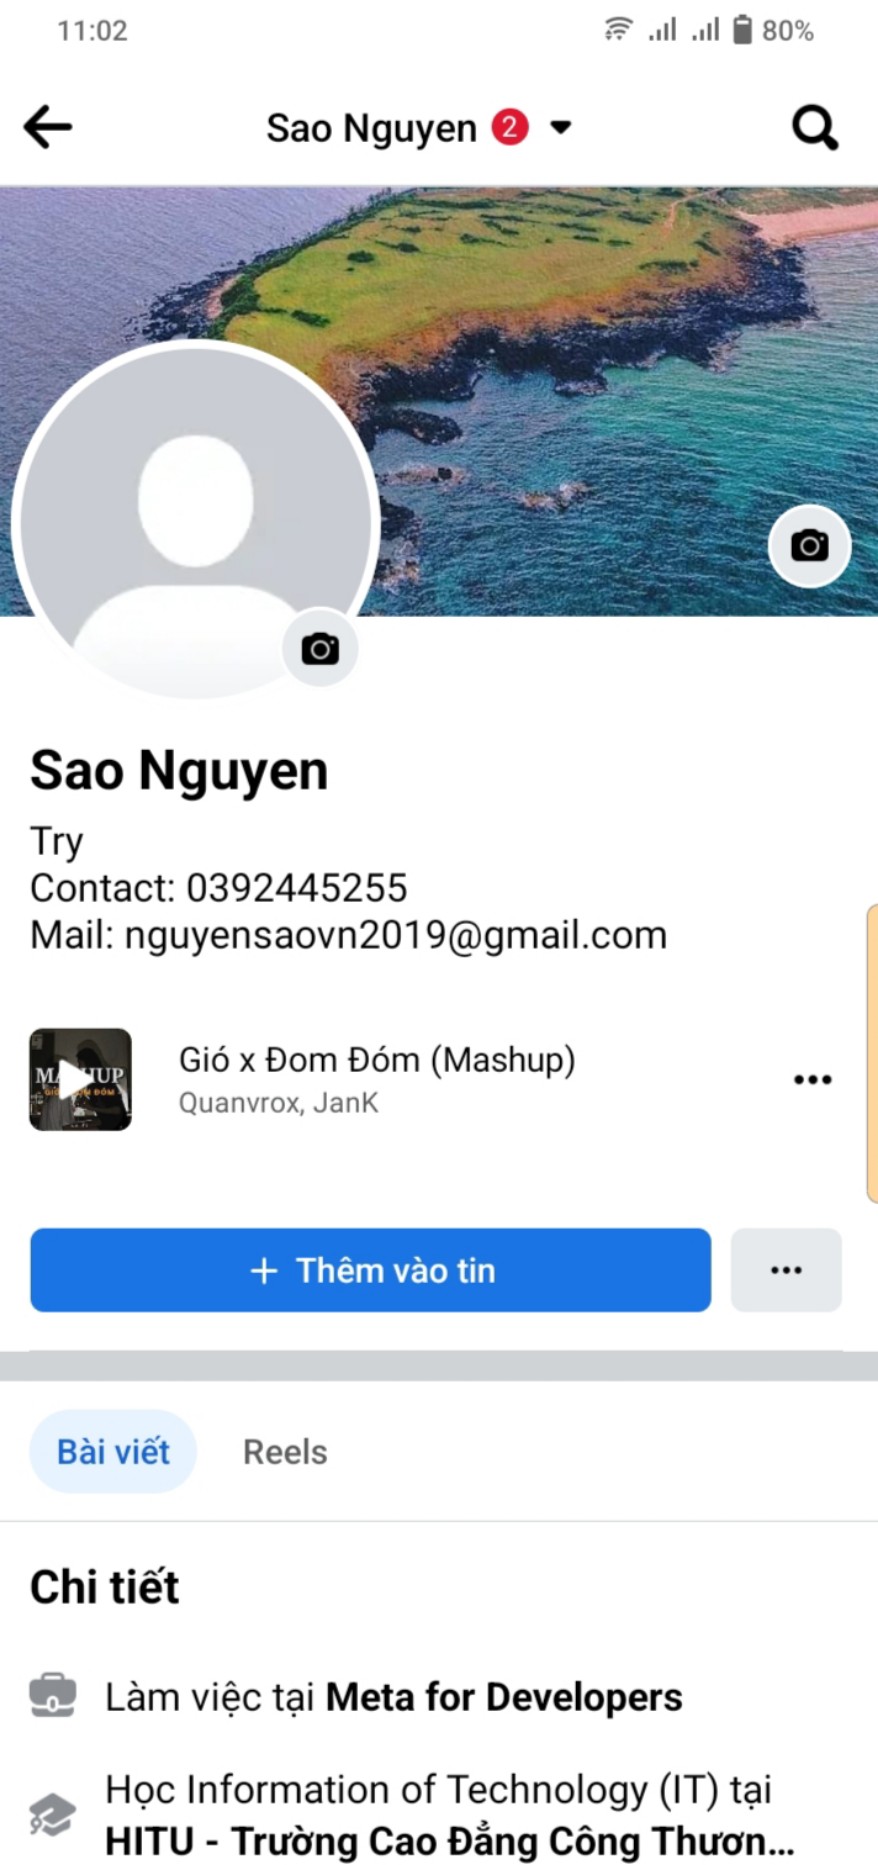 11:02
80%
Sao Nguyen 2
Sao Nguyen
Try
Contact: 0392445255
Mail: nguyensaovn2019@gmail.com
Gió x Đom Đóm (Mashup)
Quanvrox, JanK
+ Thêm vào tin
Bài viết Reels
Chi tiết
Làm việc tại Meta for Developers
Học Information of Technology (IT) tại
HITU - Trường Cao Đẳng Công Thươn...